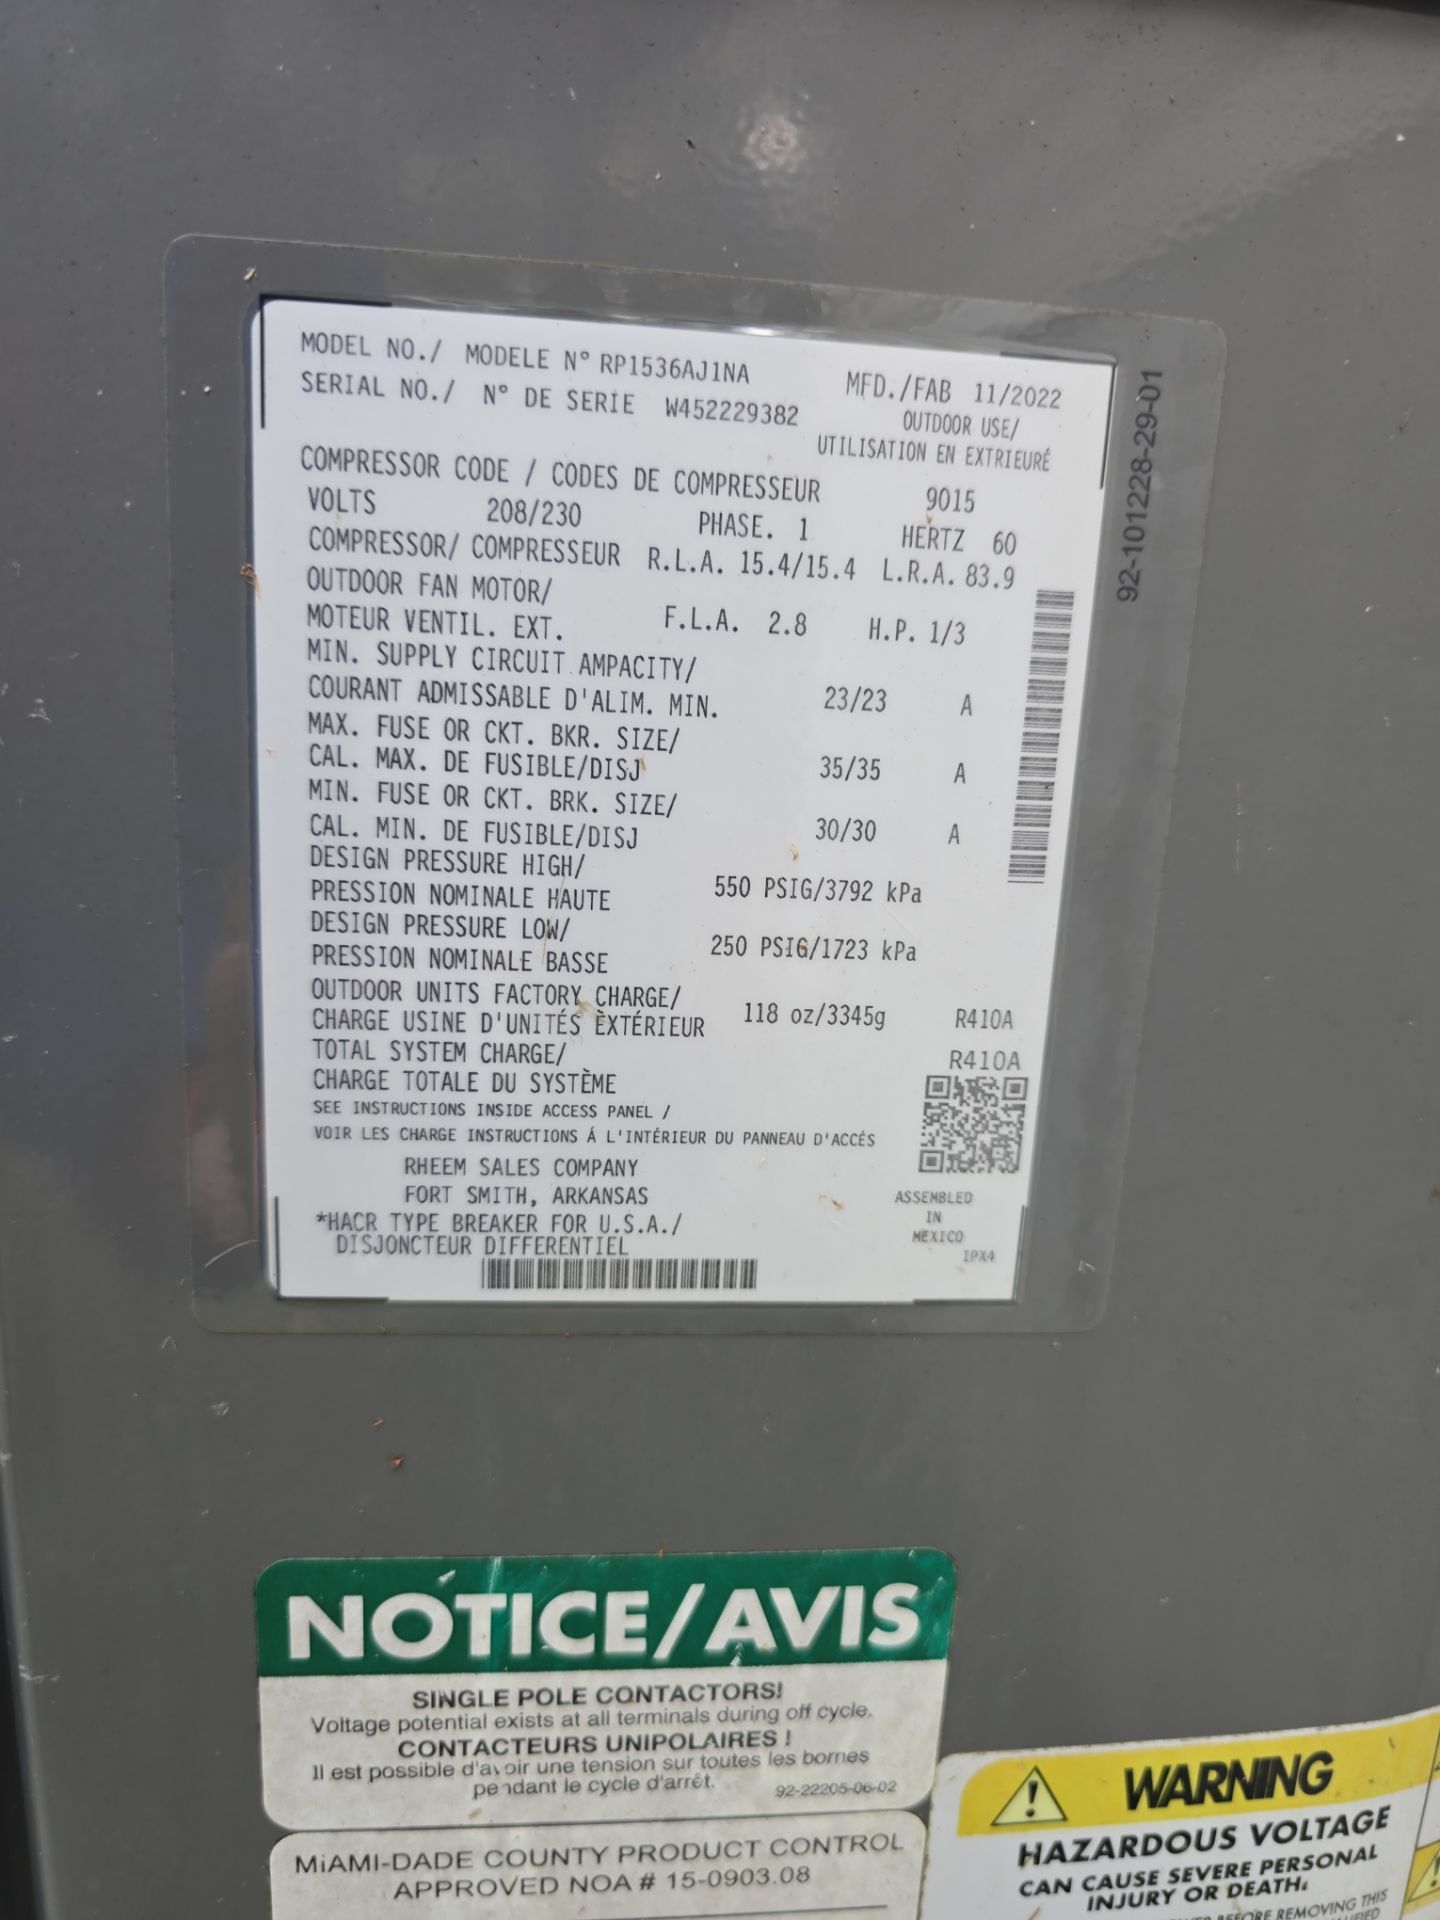 MODEL NO./ MODELE N° RP1536AJ1NA
MFD./FAB 11/2022
SERIAL NO./ N° DE SERIE W452229382
OUTDOOR USE/
UTILISATION EN EXTRIEURÉ
92-101228-29-01
COMPRESSOR CODE / CODES DE COMPRESSEUR 9015
VOLTS 208/230 PHASE. 1 HERTZ 60
COMPRESSOR/ COMPRESSEUR R.L.A. 15.4/15.4 L.R.A. 83.9
OUTDOOR FAN MOTOR/
MOTEUR VENTIL. EXT. F.L.A. 2.8 H.P. 1/3
MIN. SUPPLY CIRCUIT AMPACITY/
COURANT ADMISSABLE D'ALIM. MIN. 23/23 A
MAX. FUSE OR CKT. BKR. SIZE/
CAL. MAX. DE FUSIBLE/DISJ 35/35 A
MIN. FUSE OR CKT. BRK. SIZE/
CAL. MIN. DE FUSIBLE/DISJ 30/30 A
DESIGN PRESSURE HIGH/
PRESSION NOMINALE HAUTE 550 PSIG/3792 kPa
DESIGN PRESSURE LOW/
PRESSION NOMINALE BASSE 250 PSIG/1723 kPa
OUTDOOR UNITS FACTORY CHARGE/
CHARGE USINE D'UNITÉS ÈXTÉRIEUR 118 oz/3345g R410A
TOTAL SYSTEM CHARGE/ R410A
CHARGE TOTALE DU SYSTÈME
SEE INSTRUCTIONS INSIDE ACCESS PANEL /
VOIR LES CHARGE INSTRUCTIONS Á L'INTÉRIEUR DU PANNEAU D'ACCÉS
RHEEM SALES COMPANY
FORT SMITH, ARKANSAS
ASSEMBLED
IN
MEXICO
IPX4
*HACR TYPE BREAKER FOR U.S.A./
DISJONCTEUR DIFFERENTIEL
NOTICE/AVIS
SINGLE POLE CONTACTORS!
Voltage potential exists at all terminals during off cycle.
CONTACTEURS UNIPOLAIRES !
Il est possible d'avoir une tension sur toutes les bornes
pendant le cycle d'arrêt. 92-22205-06-02
MiAMI-DADE COUNTY PRODUCT CONTROL
APPROVED NOA # 15-0903.08
WARNING
HAZARDOUS VOLTAGE
CAN CAUSE SEVERE PERSONAL
INJURY OR DEATH.
BEFORE REMOVING THIS